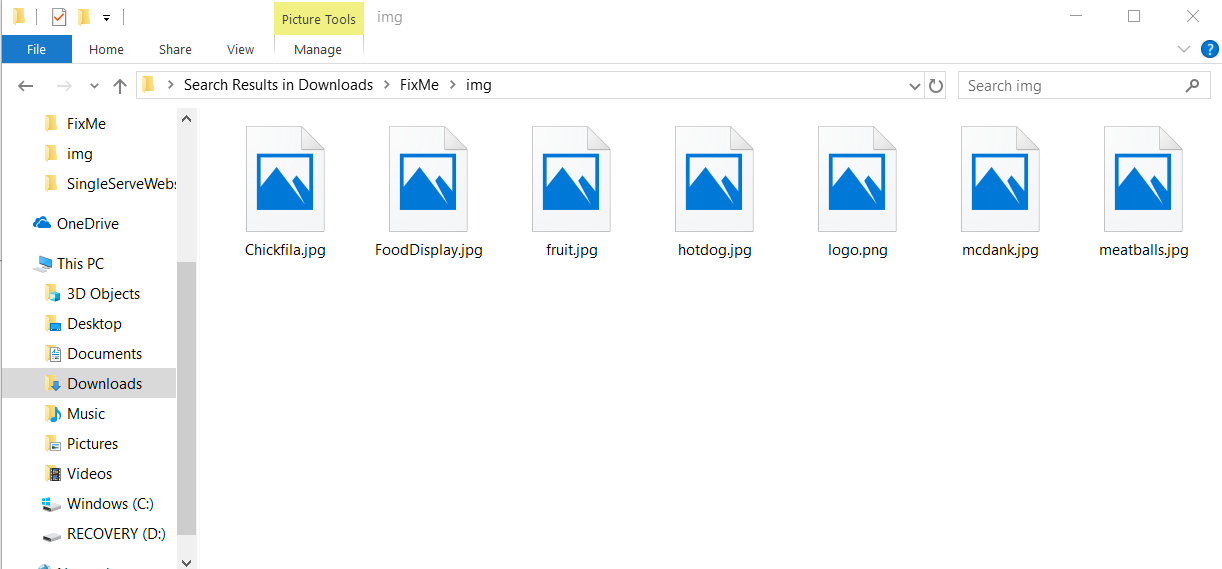 Picture Tools
img
File
Home
Share
View
Manage
?
Search Results in Downloads
FixMe
img
Search img
FixMe
img
SingleServeWebs
OneDrive
This PC
3D Objects
Desktop
Documents
Downloads
Music
Pictures
Videos
Windows (C:)
RECOVERY (D:)
Chickfila.jpg
FoodDisplay.jpg
fruit.jpg
hotdog.jpg
logo.png
mcdank.jpg
meatballs.jpg